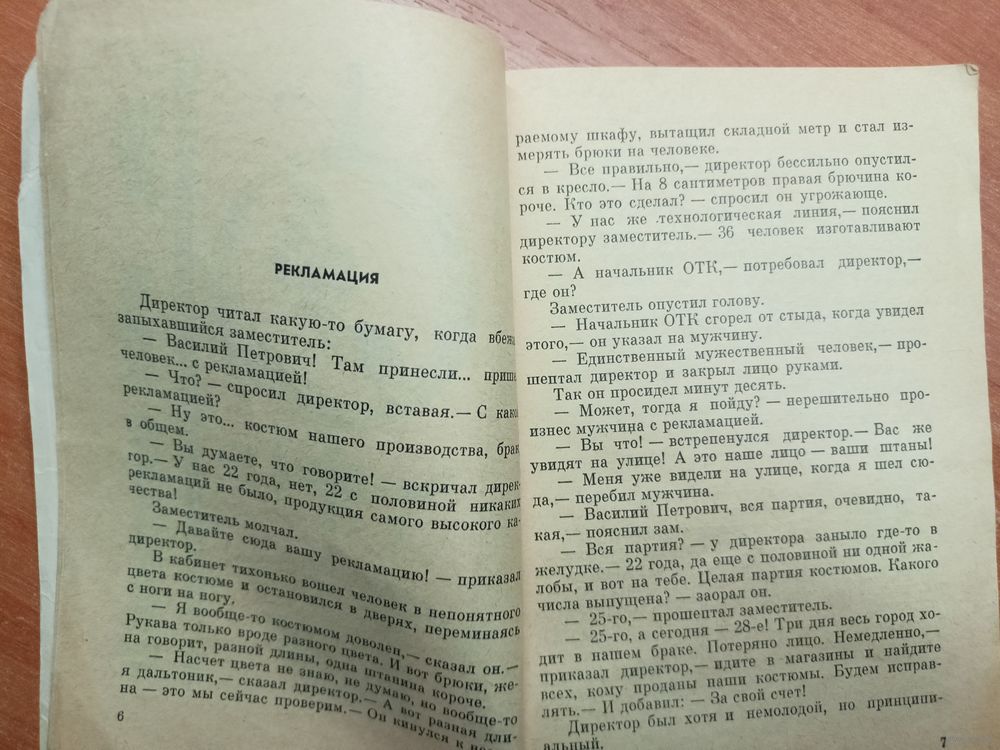 РЕКЛАМАЦИЯ
Директор читал какую-то бумагу, когда вбежа
запыхавшийся заместитель:
— Василий Петрович! Там принесли... прише
человек... с рекламацией!
— Что? — спросил директор, вставая.— С како
рекламацией?
— Ну это... костюм нашего производства, брак
в общем.
— Вы думаете, что говорите! — вскричал дирек-
тор.— У нас 22 года, нет, 22 с половиной никаких
рекламаций не было, продукция самого высокого ка-
чества!
Заместитель молчал.
— Давайте сюда вашу рекламацию! — приказал
директор.
В кабинет тихонько вошел человек в непонятного
цвета костюме и остановился в дверях, переминаясь
с ноги на ногу.
— Я вообще-то костюмом доволен,— сказал он.—
Рукава только вроде разного цвета. И вот брюки, же-
на говорит, разной длины, одна штанина короче.
— Насчет цвета не знаю, не думаю, но вообще-то
я дальтоник,— сказал директор.— А вот разная дли-
на — это мы сейчас проверим.— Он кинулся к
6
раемому шкафу, вытащил складной метр и стал из-
мерять брюки на человеке.
— Все правильно,— директор бессильно опустил-
ся в кресло.— На 8 сантиметров правая брючина ко-
роче. Кто это сделал? — спросил он угрожающе.
— У нас же технологическая линия,— пояснил
директору заместитель.— 36 человек изготавливают
костюм.
— А начальник ОТК,— потребовал директор,—
где он?
Заместитель опустил голову.
— Начальник ОТК сгорел от стыда, когда увидел
этого,— он указал на мужчину.
— Единственный мужественный человек,— про-
шептал директор и закрыл лицо руками.
Так он просидел минут десять.
— Может, тогда я пойду? — нерешительно про-
изнес мужчина с рекламацией.
— Вы что! — встрепенулся директор.— Вас же
увидят на улице! А это наше лицо — ваши штаны!
— Меня уже видели на улице, когда я шел сю-
да,— перебил мужчина.
— Василий Петрович, вся партия, очевидно, та-
кая,— пояснил зам.
— Вся партия? — у директора заныло где-то в
желудке.— 22 года, да еще с половиной ни одной жа-
лобы, и вот на тебе. Целая партия костюмов. Какого
числа выпущена? — заорал он.
— 25-го,— прошептал заместитель.
— 25-го, а сегодня — 28-е! Три дня весь город хо-
дит в нашем браке. Потеряно лицо. Немедленно,—
приказал директор,— идите в магазины и найдите
всех, кому проданы наши костюмы. Будем исправ-
лять.— И добавил: — За свой счет!
Директор был хотя и немолодой, но принципи-
альный.
7